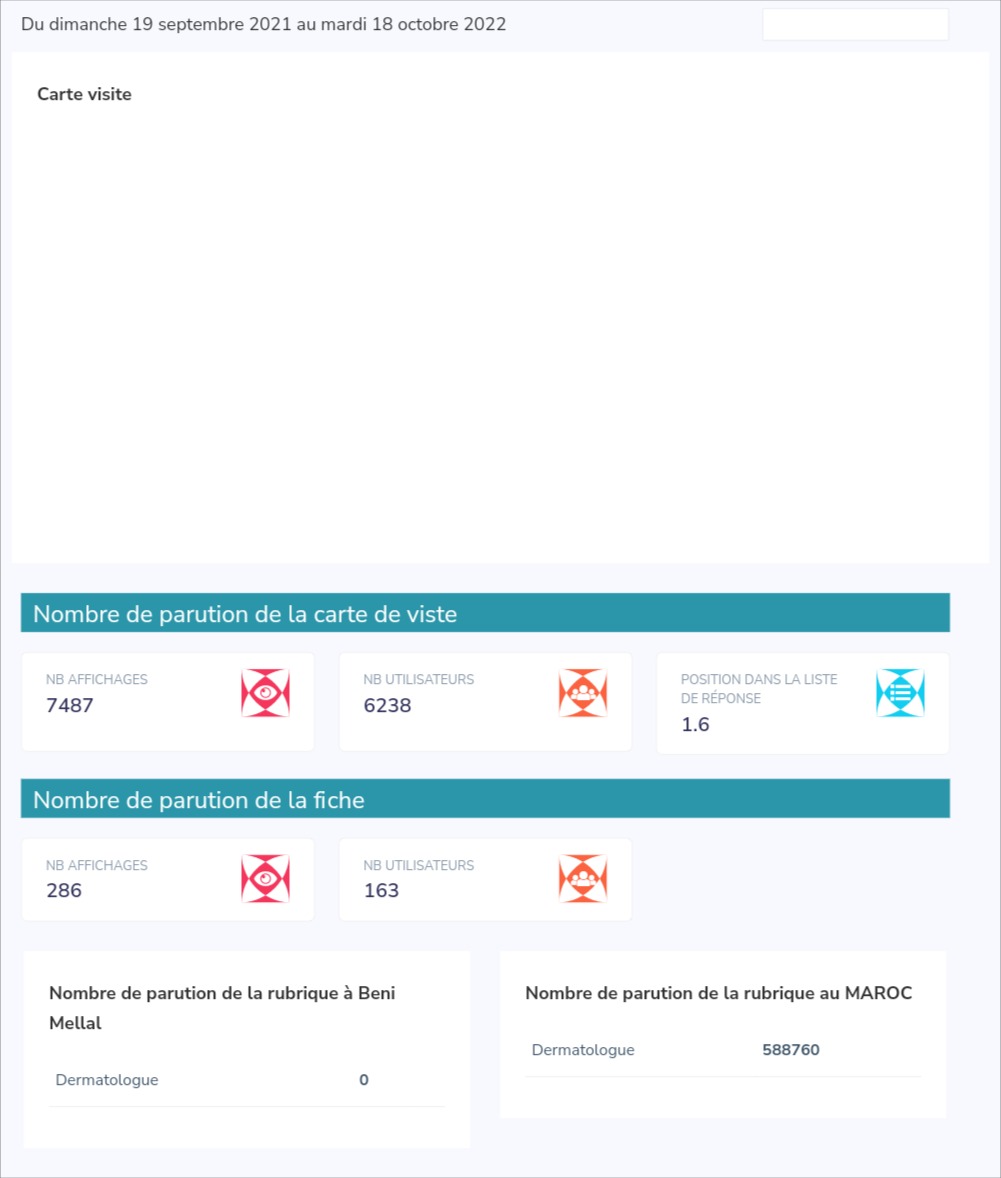 Du dimanche 19 septembre 2021 au mardi 18 octobre 2022
Carte visite
Nombre de parution de la carte de viste
NB AFFICHAGES
7487
NB UTILISATEURS
6238
POSITION DANS LA LISTE
DE RÉPONSE
1.6
Nombre de parution de la fiche
NB AFFICHAGES
286
NB UTILISATEURS
163
Nombre de parution de la rubrique à Beni
Mellal
Dermatologue 0
Nombre de parution de la rubrique au MAROC
Dermatologue 588760